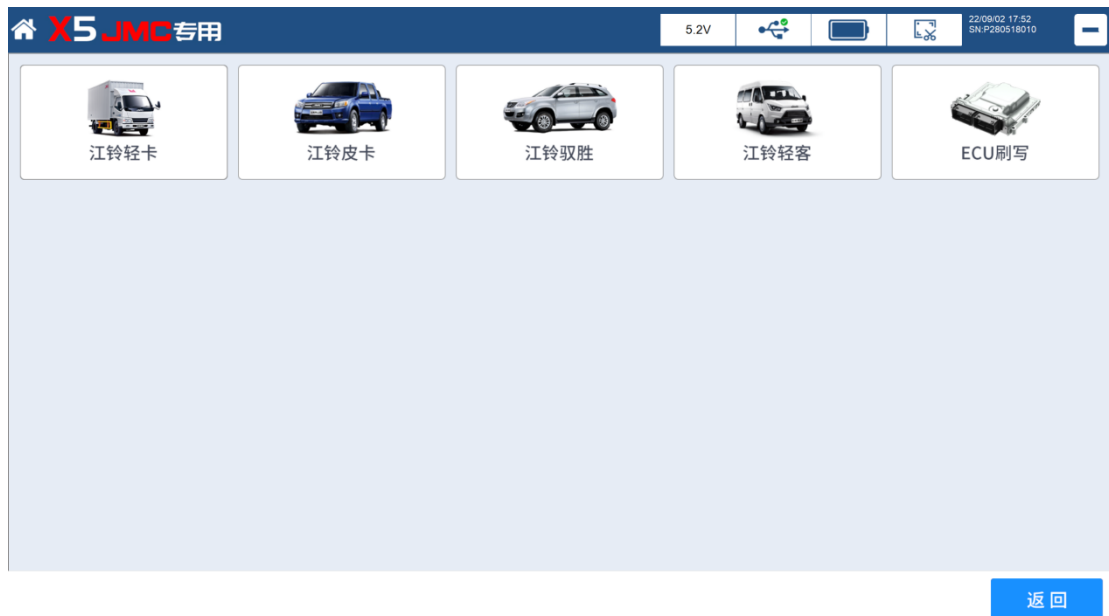 X5 JMC专用
5.2V
22/09/02 17:52
SN:P280518010
江铃轻卡
江铃皮卡
江铃驭胜
江铃轻客
ECU刷写
返回